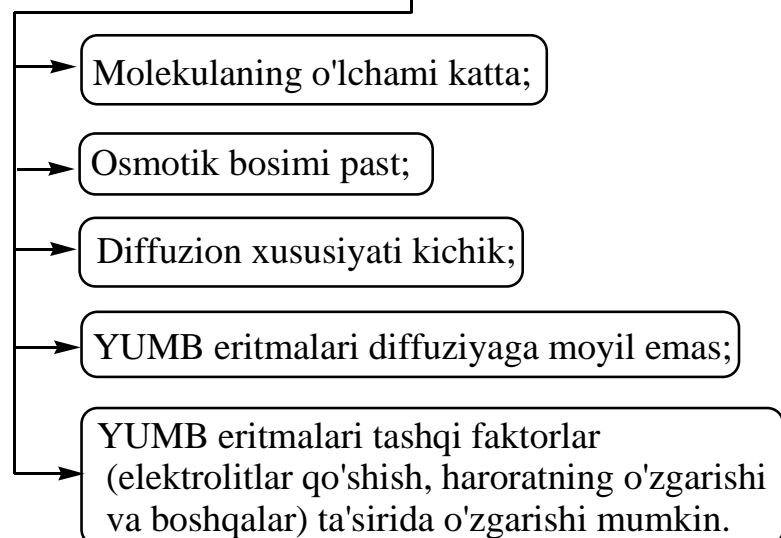 Molekulaning o'lchami katta;
Osmotik bosimi past;
Diffuzion xususiyati kichik;
YUMB eritmalari diffuziyaga moyil emas;
YUMB eritmalari tashqi faktorlar
(elektrolitlar qo'shish, haroratning o'zgarishi
va boshqalar) ta'sirida o'zgarishi mumkin.